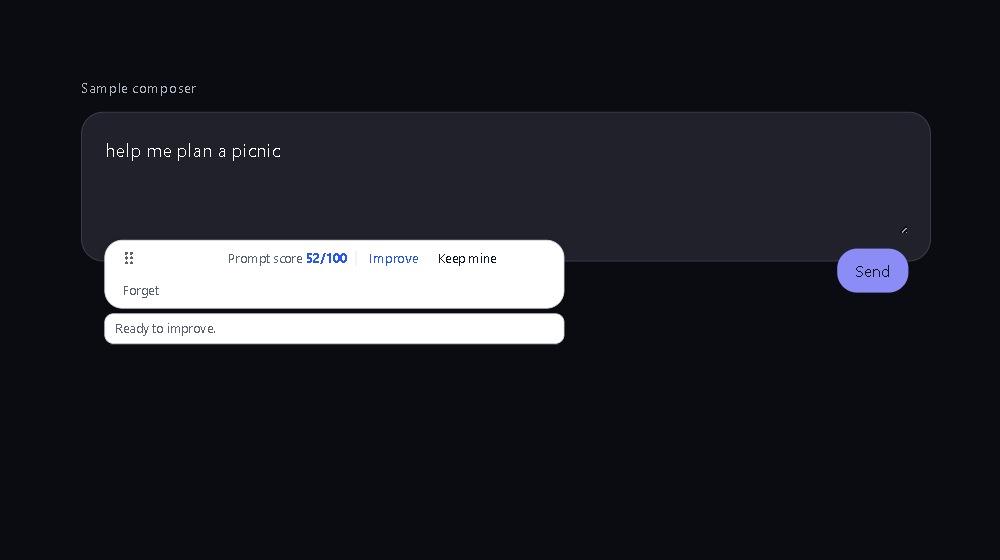 Sample composer
help me plan a picnic
Prompt score 52/100 Improve Keep mine
Send
Forget
Ready to improve.